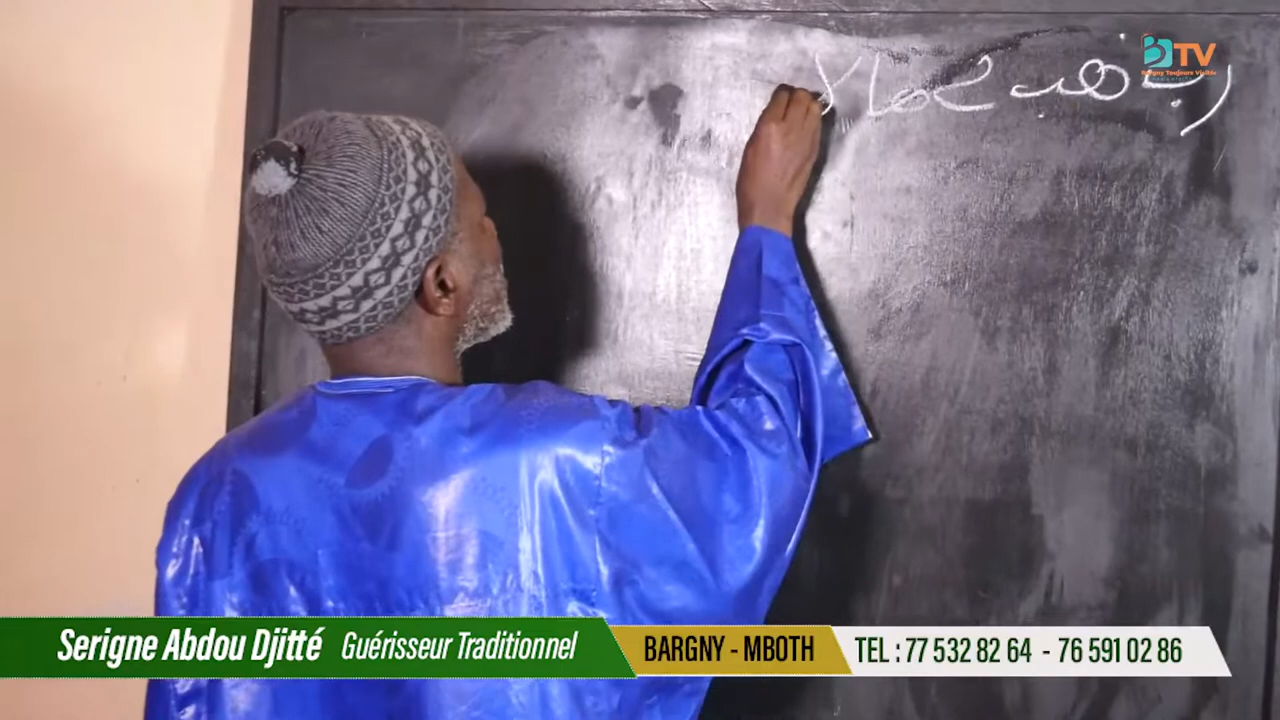 رب هب كمالا
BTV
Bargny Toujours Visible
Serigne Abdou Djitté Guérisseur Traditionnel BARGNY - MBOTH TEL : 77 532 82 64 - 76 591 02 86